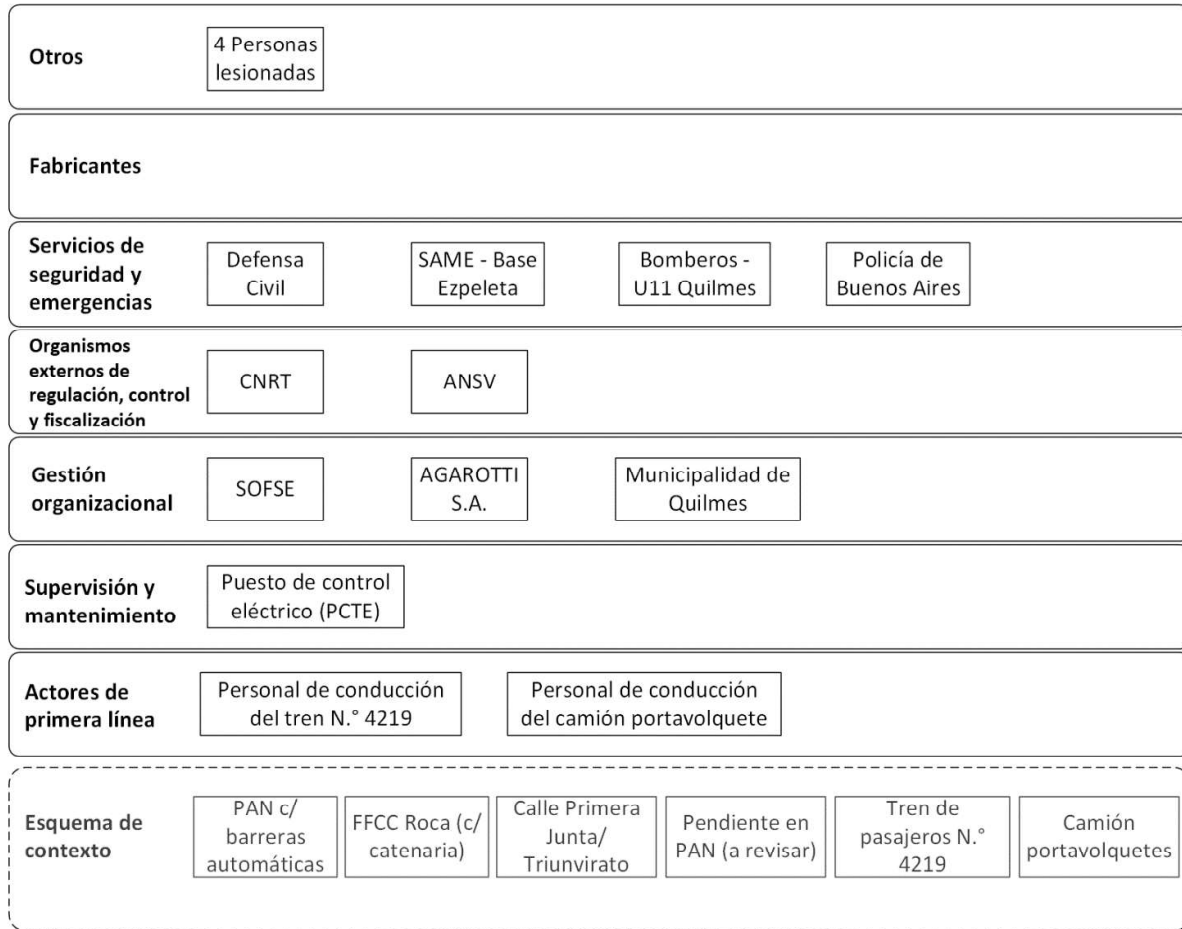 Otros
4 Personas
lesionadas
Fabricantes
Servicios de
seguridad y
emergencias
Defensa
Civil
SAME - Base
Ezpeleta
Bomberos -
U11 Quilmes
Policía de
Buenos Aires
Organismos
externos de
regulación, control
y fiscalización
CNRT
ANSV
Gestión
organizacional
SOFSE
AGAROTTI
S.A.
Municipalidad de
Quilmes
Supervisión y
mantenimiento
Puesto de control
eléctrico (PCTE)
Actores de
primera línea
Personal de conducción
del tren N.° 4219
Personal de conducción
del camión portavolquete
Esquema de
contexto
PAN c/
barreras
automáticas
FFCC Roca (c/
catenaria)
Calle Primera
Junta/
Triunvirato
Pendiente en
PAN (a revisar)
Tren de
pasajeros N.°
4219
Camión
portavolquetes